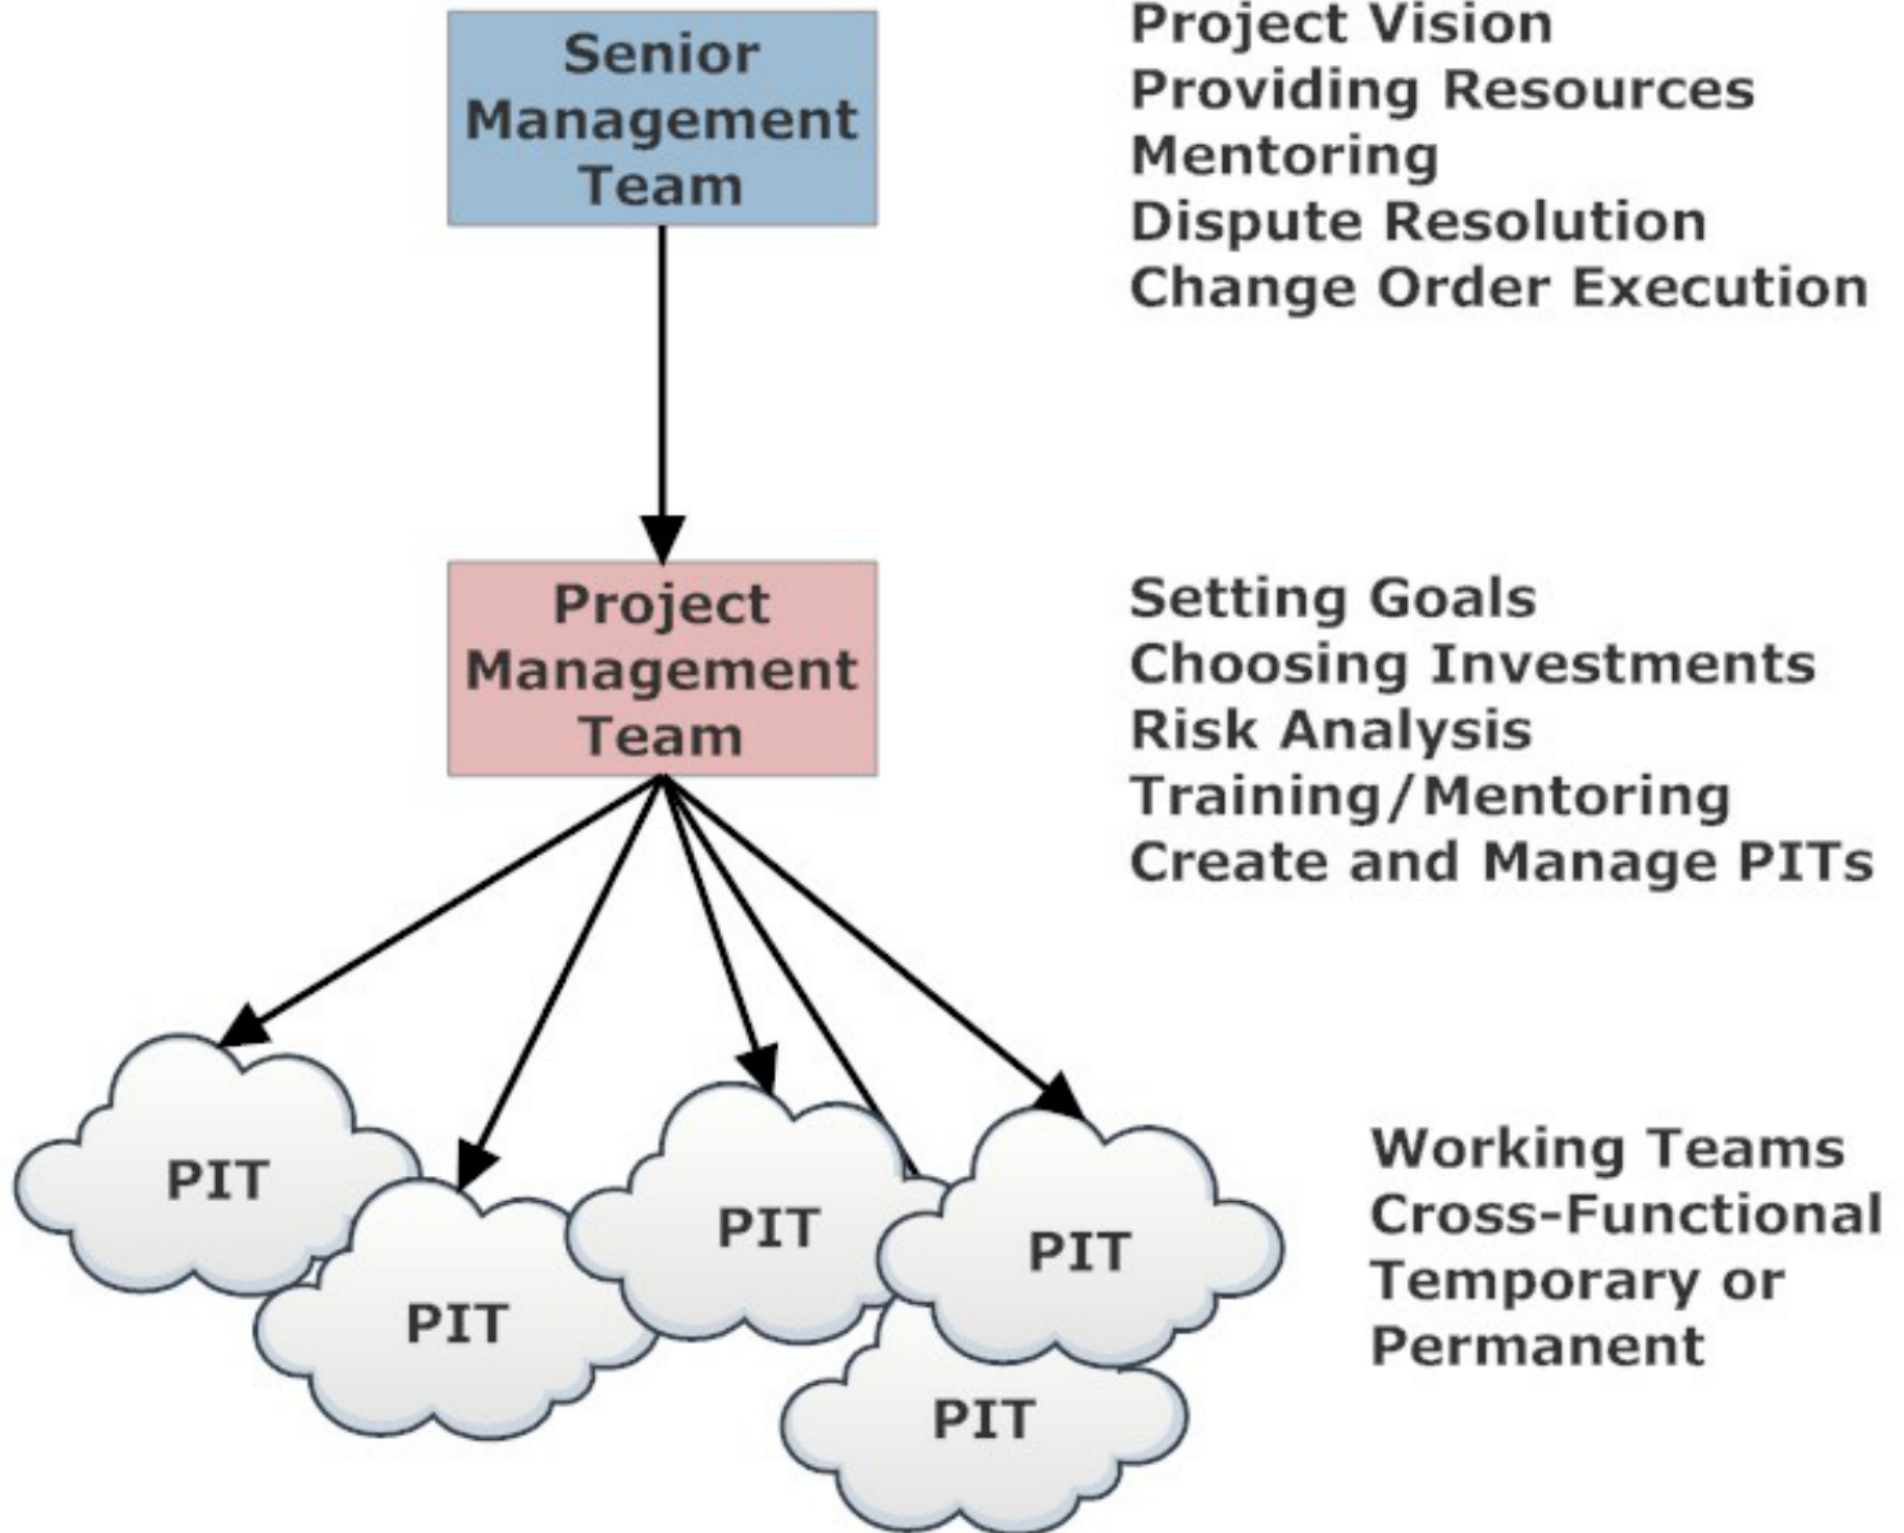 Senior
Management
Team
Project Vision
Providing Resources
Mentoring
Dispute Resolution
Change Order Execution
Project
Management
Team
Setting Goals
Choosing Investments
Risk Analysis
Training/Mentoring
Create and Manage PITs
PIT
PIT
PIT
PIT
PIT
Working Teams
Cross-Functional
Temporary or
Permanent